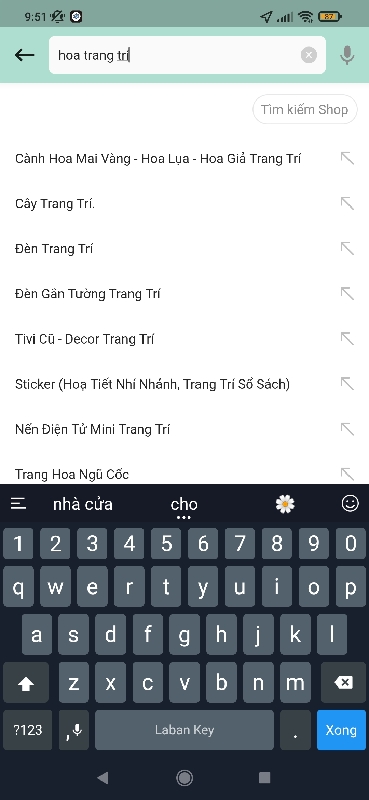 9:51
87
hoa trang trí
Tìm kiếm Shop
Cành Hoa Mai Vàng - Hoa Lụa - Hoa Giả Trang Trí
Cây Trang Trí.
Đèn Trang Trí
Đèn Gắn Tường Trang Trí
Tivi Cũ - Decor Trang Trí
Sticker (Hoạ Tiết Nhí Nhảnh, Trang Trí Sổ Sách)
Nến Điện Tử Mini Trang Trí
Trang Hoa Ngũ Cốc
nhà cửa cho
1 2 3 4 5 6 7 8 9 0
q w e r t y u i o p
a s d f g h j k l
z x c v b n m
?123 , Laban Key . Xong